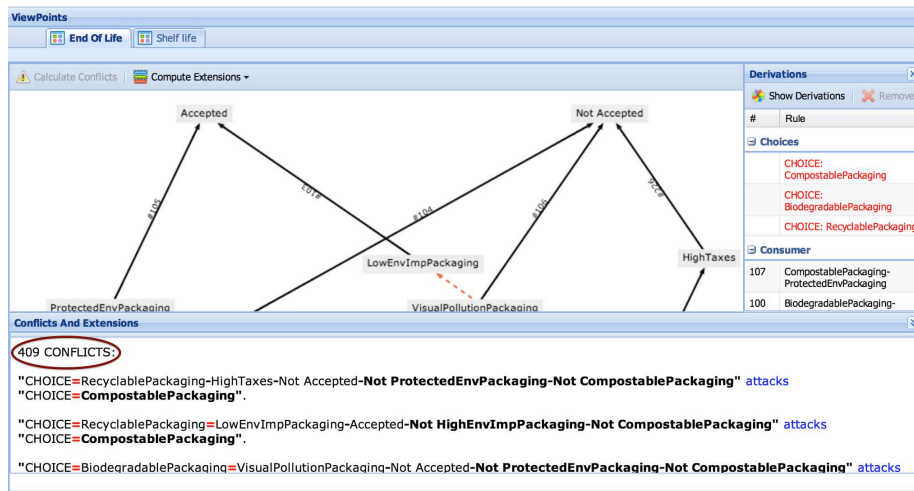 ViewPoints
End Of Life
Shelf life
Calculate Conflicts
Compute Extensions
Accepted
Not Accepted
#105
#103
#104
#106
#226
LowEnvImpPackaging
HighTaxes
ProtectedEnvPackaging
VisualPollutionPackaging
Derivations
Show Derivations
Remove
# Rule
Choices
CHOICE:
CompostablePackaging
CHOICE:
BiodegradablePackaging
CHOICE: RecyclablePackaging
Consumer
107 CompostablePackaging-
ProtectedEnvPackaging
100 BiodegradablePackaging-
Conflicts And Extensions
409 CONFLICTS:
"CHOICE=RecyclablePackaging-HighTaxes-Not Accepted-Not ProtectedEnvPackaging-Not CompostablePackaging" attacks
"CHOICE=CompostablePackaging".
"CHOICE=RecyclablePackaging=LowEnvImpPackaging-Accepted-Not HighEnvImpPackaging-Not CompostablePackaging" attacks
"CHOICE=CompostablePackaging".
"CHOICE=BiodegradablePackaging=VisualPollutionPackaging-Not Accepted-Not ProtectedEnvPackaging-Not CompostablePackaging" attacks